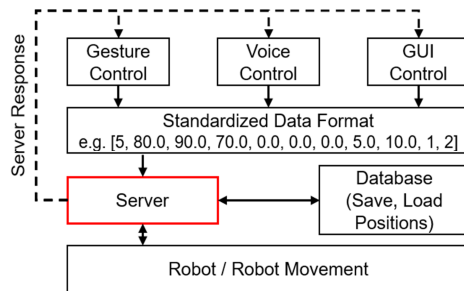 Gesture
Control
Voice
Control
GUI
Control
Server Response
Standardized Data Format
e.g. [5, 80.0, 90.0, 70.0, 0.0, 0.0, 0.0, 5.0, 10.0, 1, 2]
Server
Database
(Save, Load
Positions)
Robot / Robot Movement